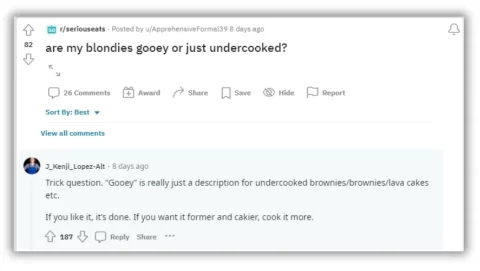 r/seriouseats · Posted by u/ApprehensiveFormal39 8 days ago
82
are my blondies gooey or just undercooked?
26 Comments Award Share Save Hide Report
Sort By: Best
View all comments
J_Kenji_Lopez-Alt · 8 days ago
Trick question. "Gooey" is really just a description for undercooked brownies/brownies/lava cakes
etc.
If you like it, it's done. If you want it former and cakier, cook it more.
187 Reply Share ···